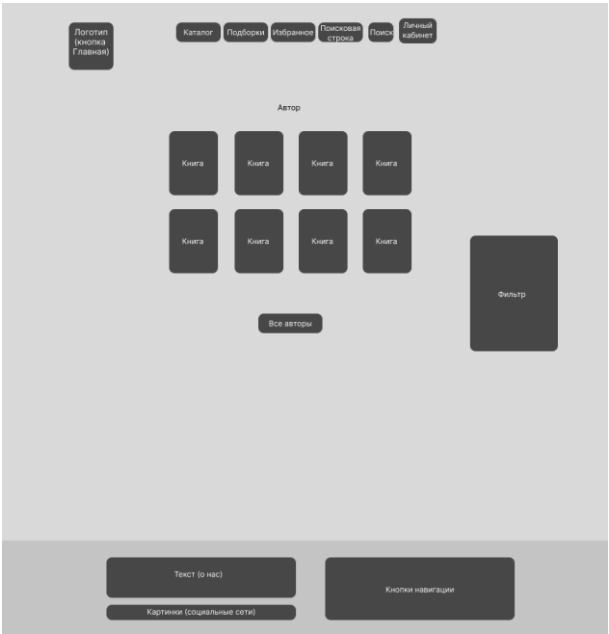 Логотип
(кнопка
Главная)
Каталог
Подборки
Избранное
Поисковая
строка
Поиск
Личный
кабинет
Автор
Книга
Книга
Книга
Книга
Книга
Книга
Книга
Книга
Фильтр
Все авторы
Текст (о нас)
Кнопки навигации
Картинки (социальные сети)